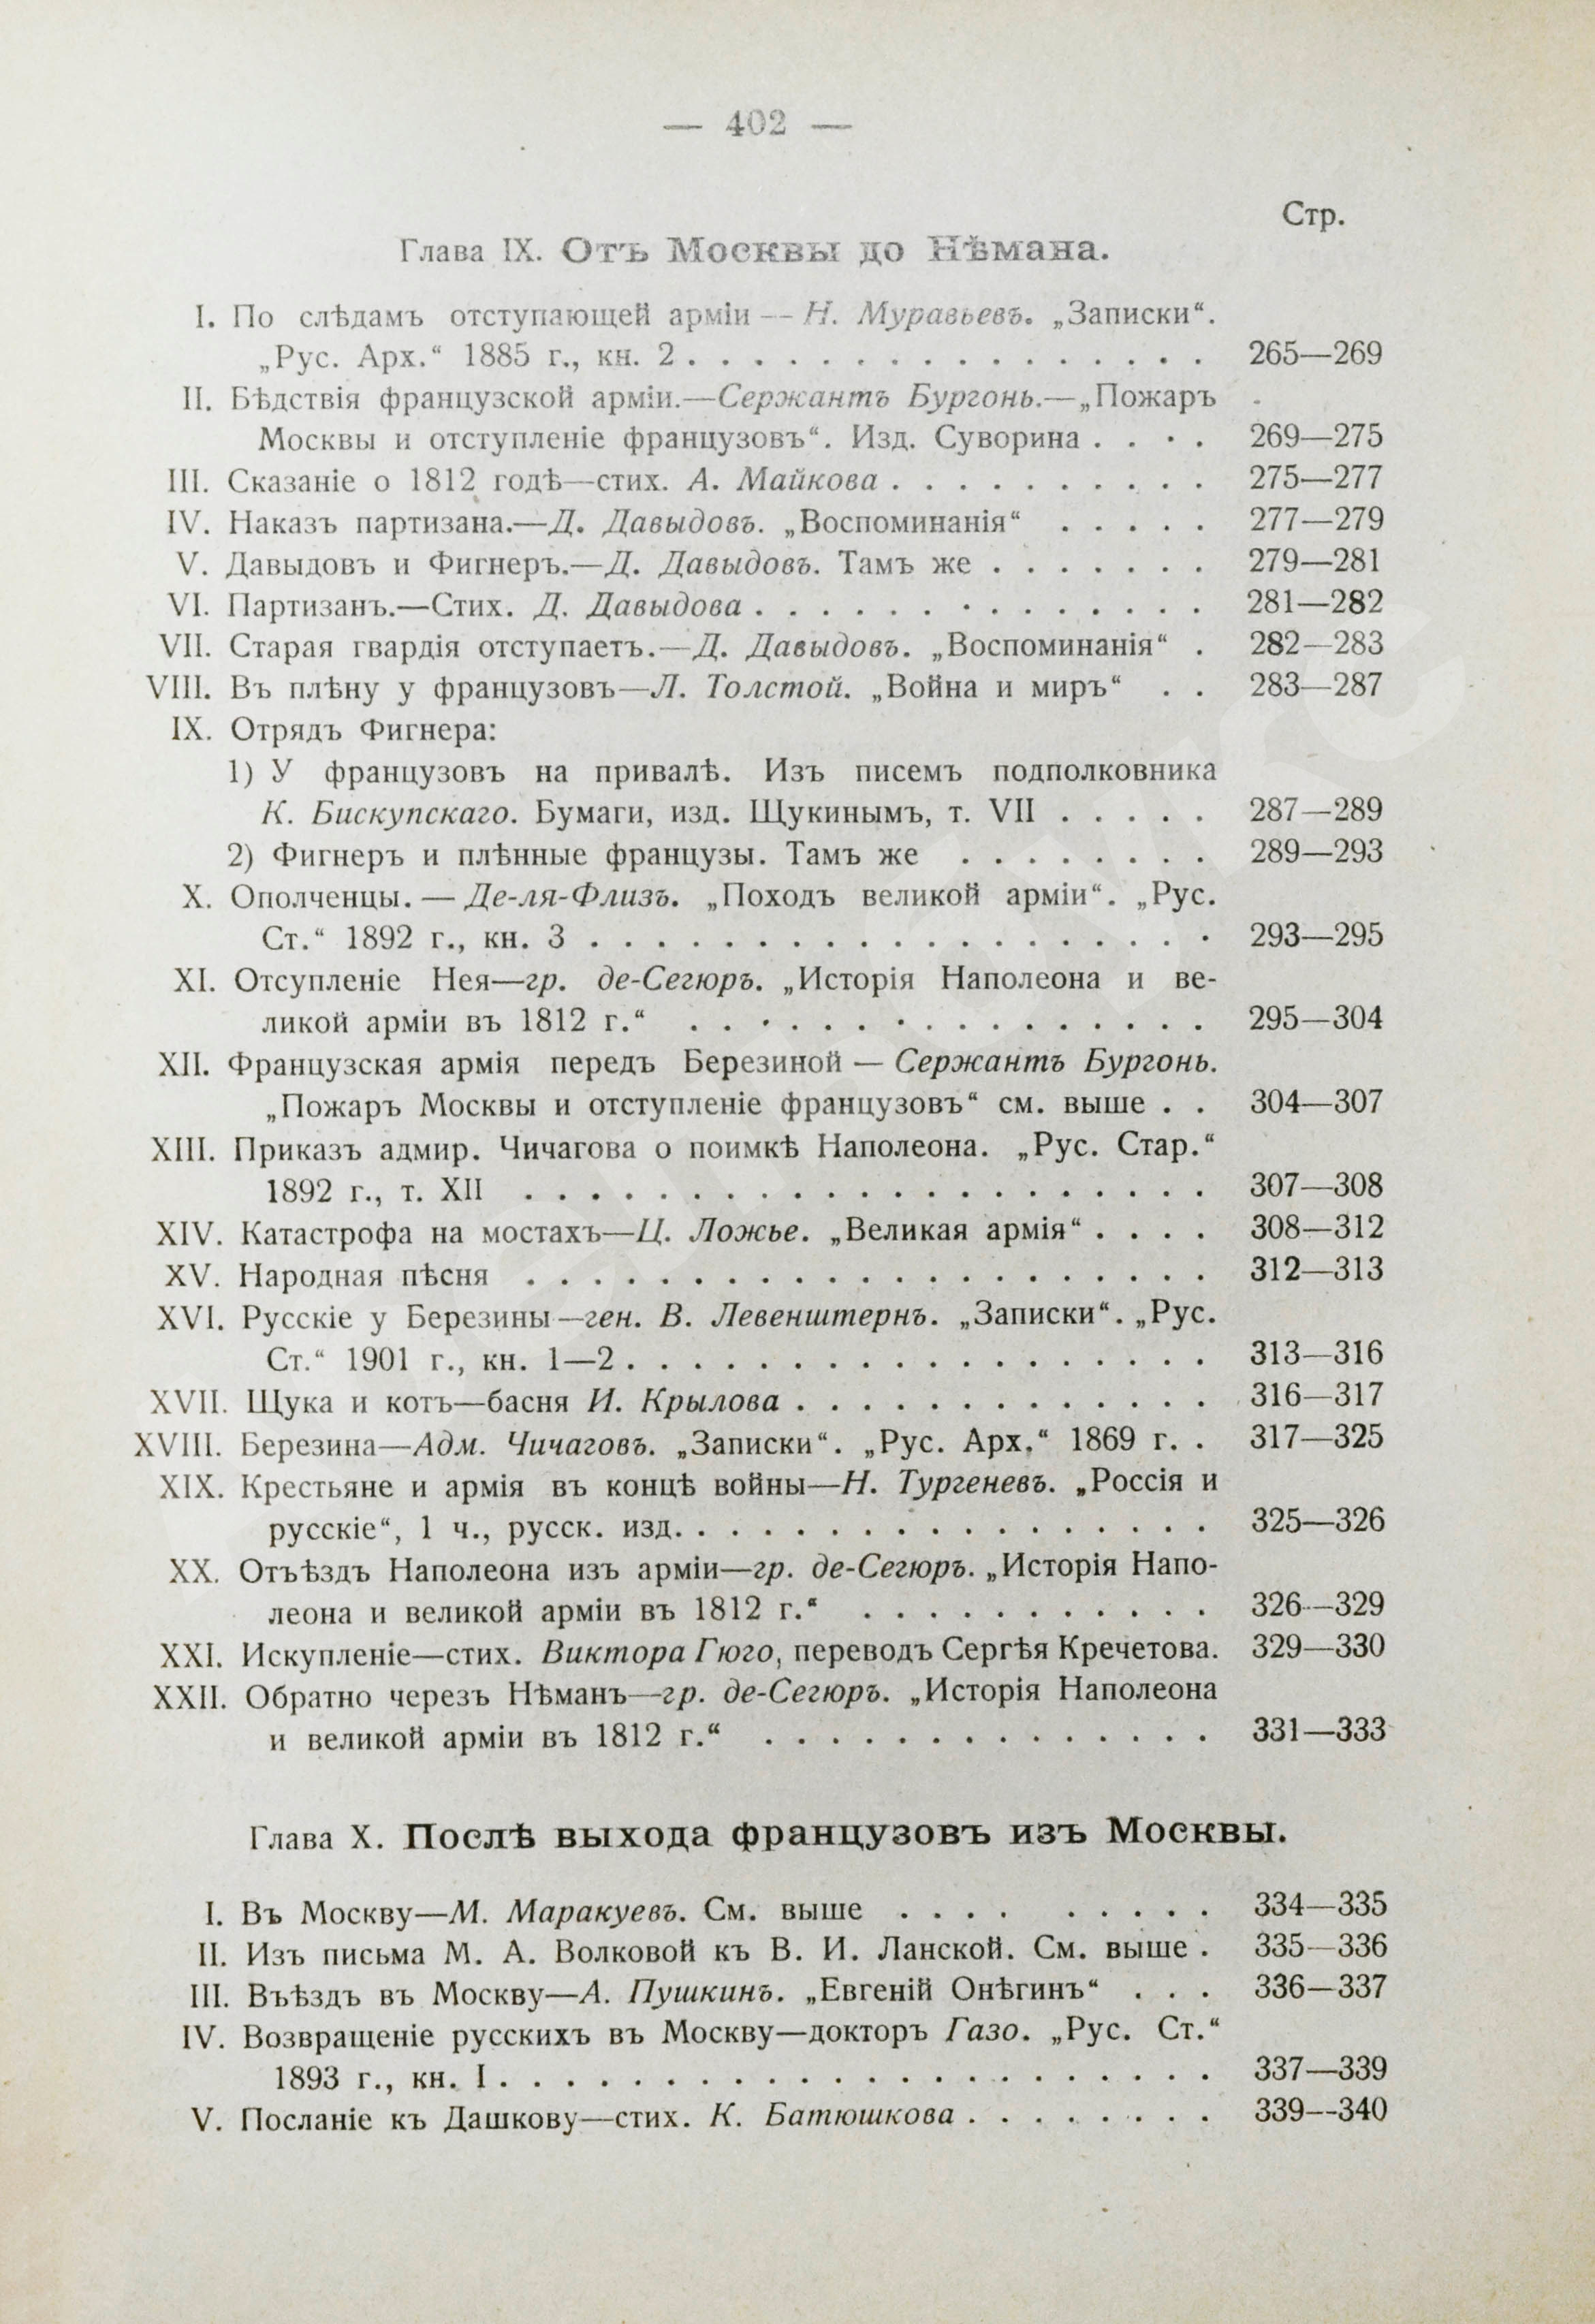 — 402 —
Стр.
Глава IX. Отъ Москвы до Нѣмана.
I. По слѣдамъ отступающей арміи — Н. Муравьевъ. „Записки“.
„Рус. Арх.“ 1885 г., кн. 2 . . . . . . . . . . . . . . . . 265—269
II. Бѣдствія французской арміи.—Сержантъ Бургонь.—„Пожаръ
Москвы и отступленіе французовъ“. Изд. Суворина . . . . 269—275
III. Сказаніе о 1812 годѣ—стих. А. Майкова . . . . . . . . . . 275—277
IV. Наказъ партизана.—Д. Давыдовъ. „Воспоминанія“ . . . . . 277—279
V. Давыдовъ и Фигнеръ.—Д. Давыдовъ. Тамъ же . . . . . . . 279—281
VI. Партизанъ.—Стих. Д. Давыдова . . . . . . . . . . . . . . 281—282
VII. Старая гвардія отступаетъ.—Д. Давыдовъ. „Воспоминанія“ . 282—283
VIII. Въ плѣну у французовъ—Л. Толстой. „Война и миръ“ . . 283—287
IX. Отрядъ Фигнера:
1) У французовъ на привалѣ. Изъ писемъ подполковника
К. Бискупскаго. Бумаги, изд. Щукинымъ, т. VII . . . . . 287—289
2) Фигнеръ и плѣнные французы. Тамъ же . . . . . . . . 289—293
X. Ополченцы. — Де-ля-Флизъ. „Походъ великой арміи“. „Рус.
Ст.“ 1892 г., кн. 3 . . . . . . . . . . . . . . . . . . . 293—295
XI. Отсупленіе Нея—гр. де-Сегюръ. „Исторія Наполеона и ве-
ликой арміи въ 1812 г.“ . . . . . . . . . . . . . . . . 295—304
XII. Французская армія передъ Березиной — Сержантъ Бургонь.
„Пожаръ Москвы и отступленіе французовъ“ см. выше . . 304—307
XIII. Приказъ адмир. Чичагова о поимкѣ Наполеона. „Рус. Стар.“
1892 г., т. XII . . . . . . . . . . . . . . . . . . . . . 307—308
XIV. Катастрофа на мостахъ—Ц. Ложье. „Великая армія“ . . . . 308—312
XV. Народная пѣсня . . . . . . . . . . . . . . . . . . . . . 312—313
XVI. Русскіе у Березины—ген. В. Левенштернъ. „Записки“. „Рус.
Ст.“ 1901 г., кн. 1—2 . . . . . . . . . . . . . . . . . . 313—316
XVII. Щука и котъ—басня И. Крылова . . . . . . . . . . . . . 316—317
XVIII. Березина—Адм. Чичаговъ. „Записки“. „Рус. Арх.“ 1869 г. . 317—325
XIX. Крестьяне и армія въ концѣ войны—Н. Тургеневъ. „Россія и
русскіе“, 1 ч., русск. изд. . . . . . . . . . . . . . . . . 325—326
XX. Отъѣздъ Наполеона изъ арміи—гр. де-Сегюръ. „Исторія Напо-
леона и великой арміи въ 1812 г.“ . . . . . . . . . . . 326—329
XXI. Искупленіе—стих. Виктора Гюго, переводъ Сергѣя Кречетова. 329—330
XXII. Обратно черезъ Нѣманъ—гр. де-Сегюръ. „Исторія Наполеона
и великой арміи въ 1812 г.“ . . . . . . . . . . . . . . 331—333
Глава X. Послѣ выхода французовъ изъ Москвы.
I. Въ Москву—М. Маракуевъ. См. выше . . . . . . . . . 334—335
II. Изъ письма М. А. Волковой къ В. И. Ланской. См. выше . 335—336
III. Въѣздъ въ Москву—А. Пушкинъ. „Евгеній Онѣгинъ“ . . . 336—337
IV. Возвращеніе русскихъ въ Москву—докторъ Газо. „Рус. Ст.“
1893 г., кн. I . . . . . . . . . . . . . . . . . . . . . . 337—339
V. Посланіе къ Дашкову—стих. К. Батюшкова . . . . . . . . 339—340